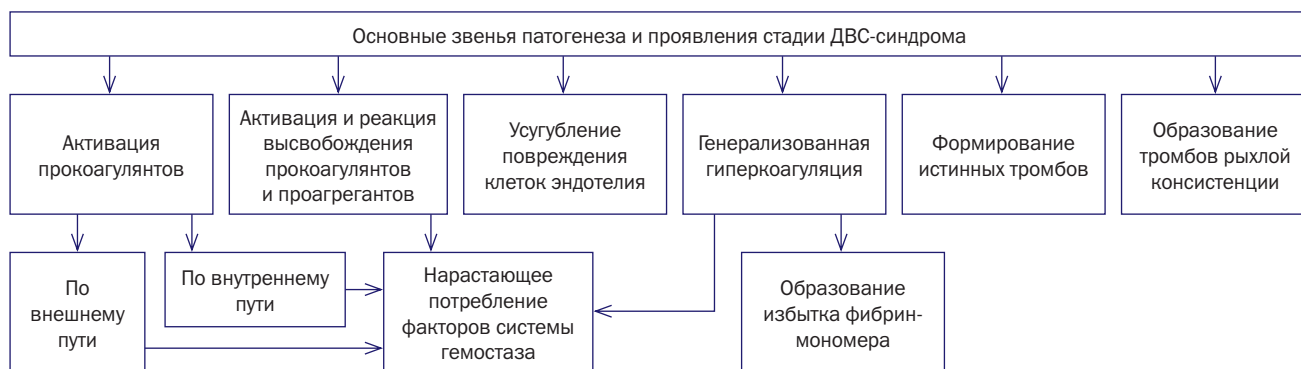 Основные звенья патогенеза и проявления стадии ДВС-синдрома
Активация
прокоагулянтов
Активация и реакция
высвобождения
прокоагулянтов
и проагрегантов
Усугубление
повреждения
клеток эндотелия
Генерализованная
гиперкоагуляция
Формирование
истинных тромбов
Образование
тромбов рыхлой
консистенции
По
внешнему
пути
По внутреннему
пути
Нарастающее
потребление
факторов системы
гемостаза
Образование
избытка фибрин-
мономера